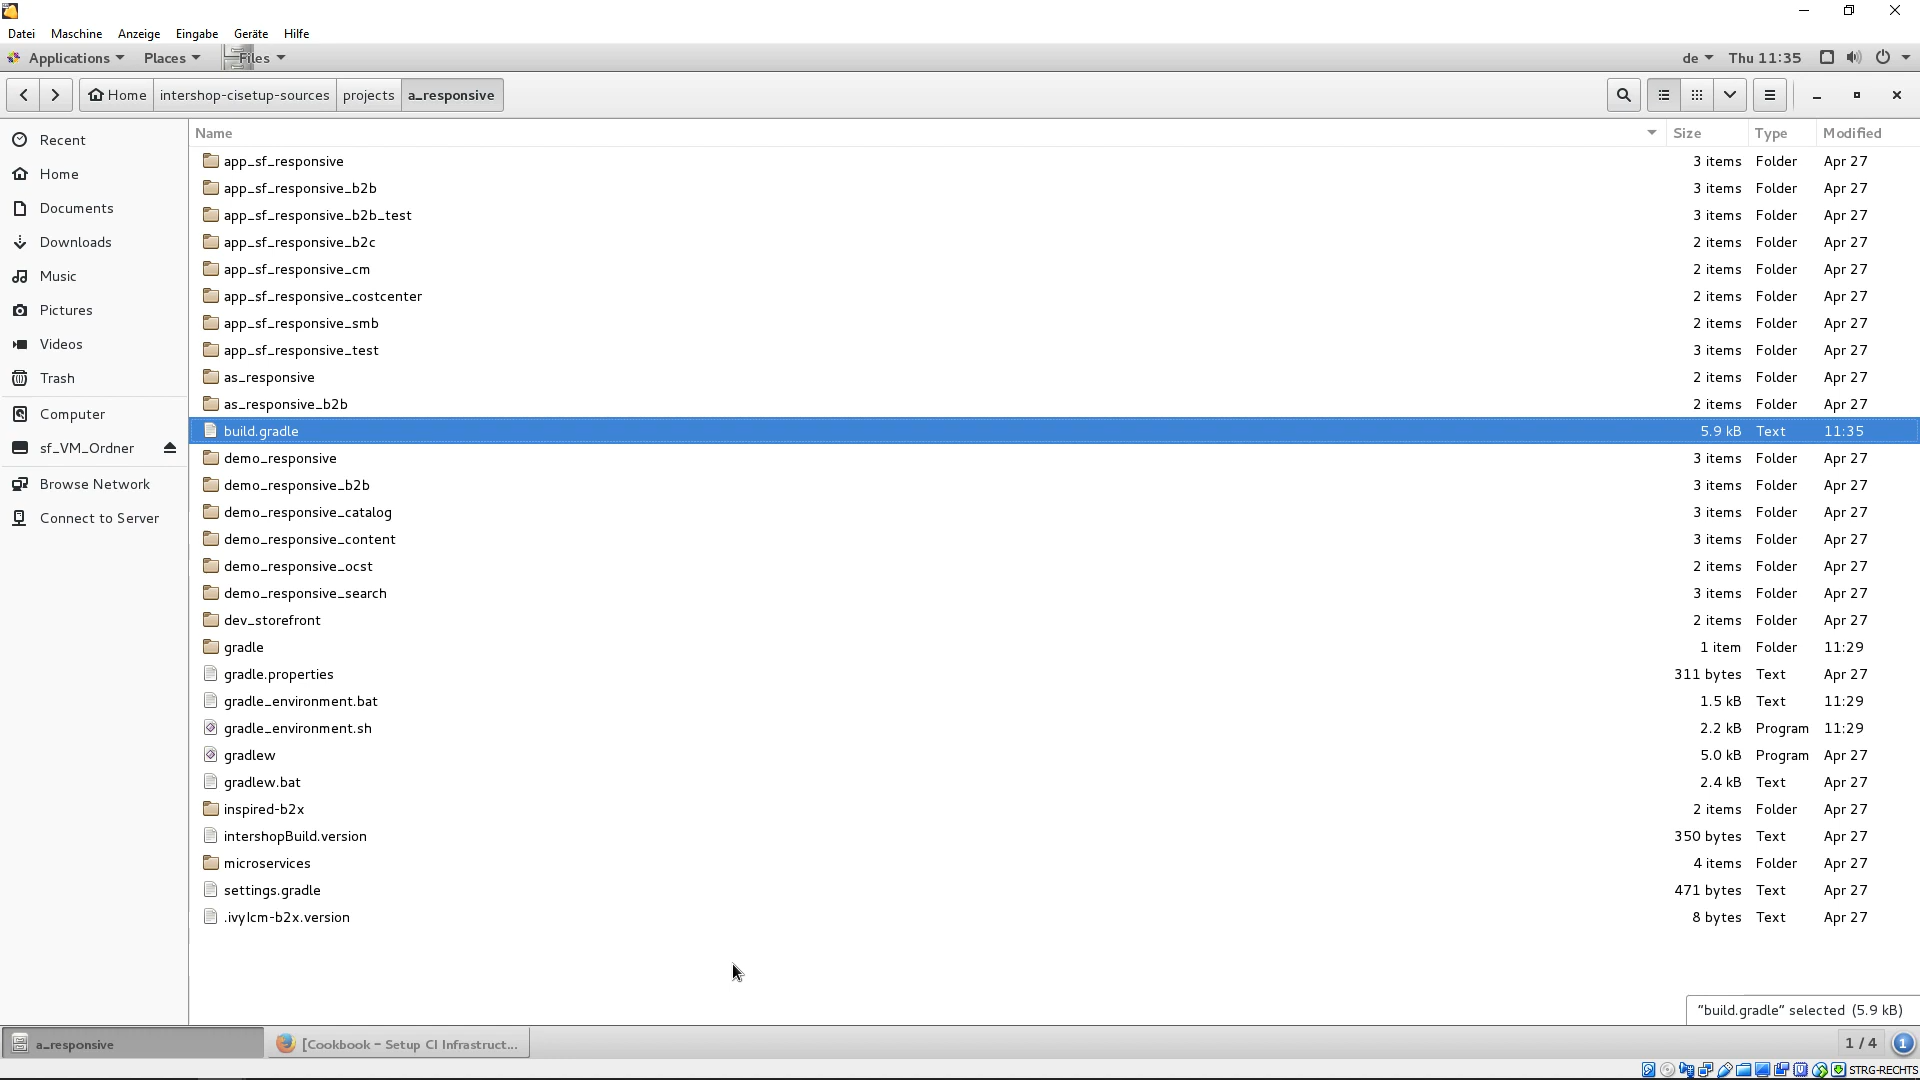 Datei Maschine Anzeige Eingabe Geräte Hilfe
Applications Places Files de Thu 11:35
Home intershop-cisetup-sources projects a_responsive
Recent
Home
Documents
Downloads
Music
Pictures
Videos
Trash
Computer
sf_VM_Ordner
Browse Network
Connect to Server
Name Size Type Modified
app_sf_responsive 3 items Folder Apr 27
app_sf_responsive_b2b 3 items Folder Apr 27
app_sf_responsive_b2b_test 3 items Folder Apr 27
app_sf_responsive_b2c 2 items Folder Apr 27
app_sf_responsive_cm 2 items Folder Apr 27
app_sf_responsive_costcenter 2 items Folder Apr 27
app_sf_responsive_smb 2 items Folder Apr 27
app_sf_responsive_test 3 items Folder Apr 27
as_responsive 2 items Folder Apr 27
as_responsive_b2b 2 items Folder Apr 27
build.gradle 5.9 kB Text 11:35
demo_responsive 3 items Folder Apr 27
demo_responsive_b2b 3 items Folder Apr 27
demo_responsive_catalog 3 items Folder Apr 27
demo_responsive_content 3 items Folder Apr 27
demo_responsive_ocst 2 items Folder Apr 27
demo_responsive_search 3 items Folder Apr 27
dev_storefront 2 items Folder Apr 27
gradle 1 item Folder 11:29
gradle.properties 311 bytes Text Apr 27
gradle_environment.bat 1.5 kB Text 11:29
gradle_environment.sh 2.2 kB Program 11:29
gradlew 5.0 kB Program Apr 27
gradlew.bat 2.4 kB Text Apr 27
inspired-b2x 2 items Folder Apr 27
intershopBuild.version 350 bytes Text Apr 27
microservices 4 items Folder Apr 27
settings.gradle 471 bytes Text Apr 27
.ivyIcm-b2x.version 8 bytes Text Apr 27
"build.gradle" selected (5.9 kB)
a_responsive [Cookbook – Setup CI Infrastruct... 1 / 4 1
STRG-RECHTS